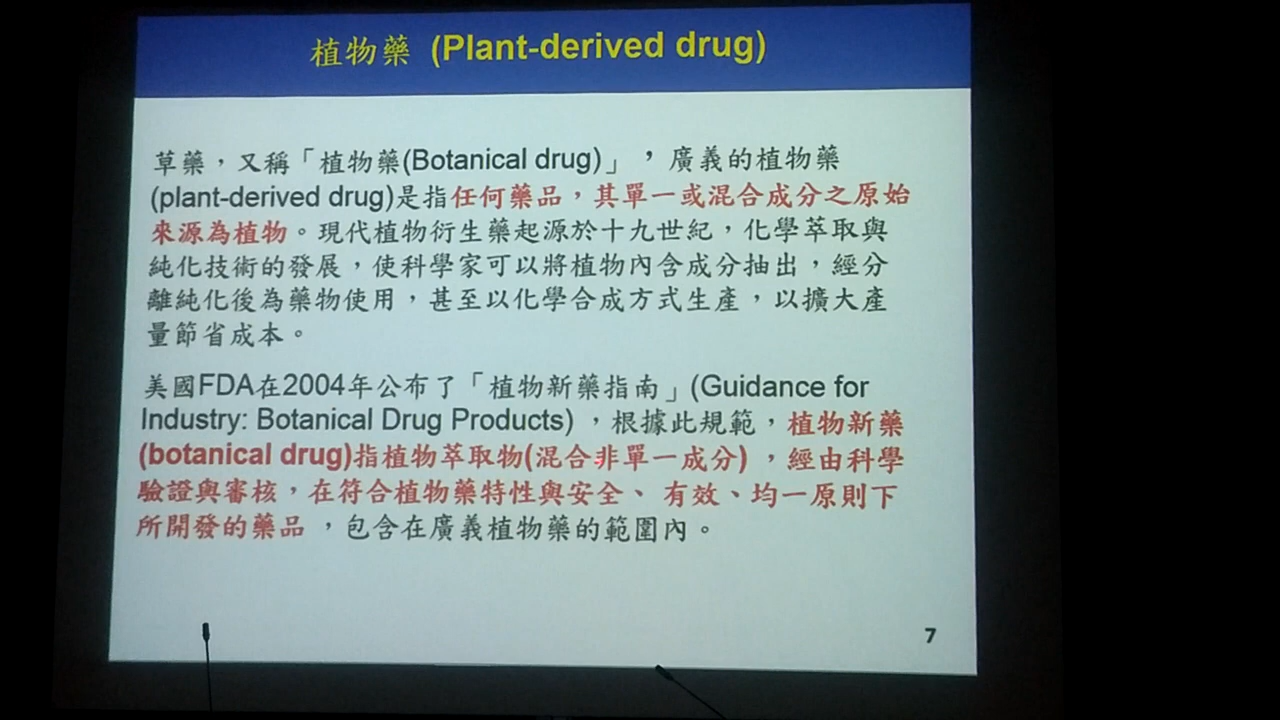 植物藥 (Plant-derived drug)
草藥，又稱「植物藥(Botanical drug)」，廣義的植物藥
(plant-derived drug)是指任何藥品，其單一或混合成分之原始
來源為植物。現代植物衍生藥起源於十九世紀，化學萃取與
純化技術的發展，使科學家可以將植物內含成分抽出，經分
離純化後為藥物使用，甚至以化學合成方式生產，以擴大產
量節省成本。
美國FDA在2004年公布了「植物新藥指南」(Guidance for
Industry: Botanical Drug Products) ，根據此規範，植物新藥
(botanical drug)指植物萃取物(混合非單一成分) ，經由科學
驗證與審核，在符合植物藥特性與安全、 有效、均一原則下
所開發的藥品 ，包含在廣義植物藥的範圍內。
7